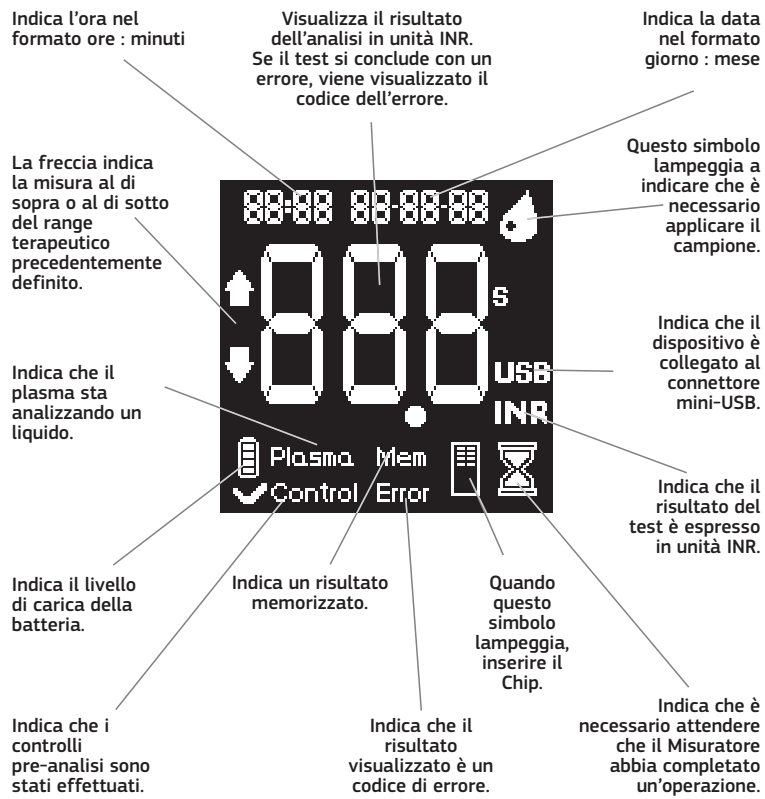 Indica l'ora nel
formato ore : minuti
Visualizza il risultato
dell'analisi in unità INR.
Se il test si conclude con un
errore, viene visualizzato il
codice dell'errore.
Indica la data
nel formato
giorno : mese
La freccia indica
la misura al di
sopra o al di sotto
del range
terapeutico
precedentemente
definito.
Questo simbolo
lampeggia a
indicare che è
necessario
applicare il
campione.
88:88 88-88-88
888
s
USB
INR
Plasma Mem
Control Error
Indica che il
plasma sta
analizzando un
liquido.
Indica che il
dispositivo è
collegato al
connettore
mini-USB.
Indica che il
risultato del
test è espresso
in unità INR.
Indica il livello
di carica della
batteria.
Indica un risultato
memorizzato.
Quando
questo
simbolo
lampeggia,
inserire il
Chip.
Indica che i
controlli
pre-analisi sono
stati effettuati.
Indica che il
risultato
visualizzato è un
codice di errore.
Indica che è
necessario attendere
che il Misuratore
abbia completato
un'operazione.